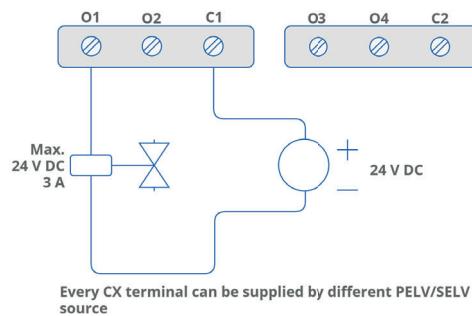 O1 O2 C1 O3 O4 C2
Max.
24 V DC
3 A
24 V DC
Every CX terminal can be supplied by different PELV/SELV
source